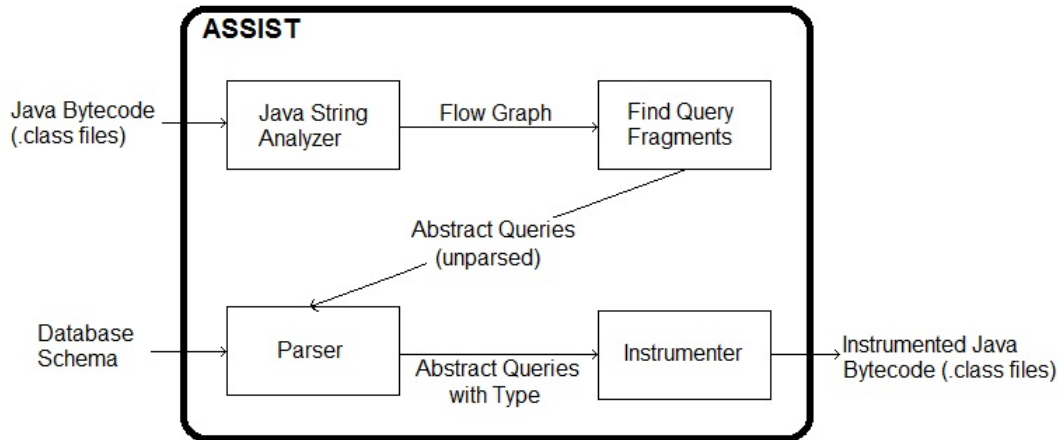 ASSIST
Java Bytecode
(.class files)
Java String
Analyzer
Flow Graph
Find Query
Fragments
Abstract Queries
(unparsed)
Database
Schema
Parser
Abstract Queries
with Type
Instrumenter
Instrumented Java
Bytecode (.class files)